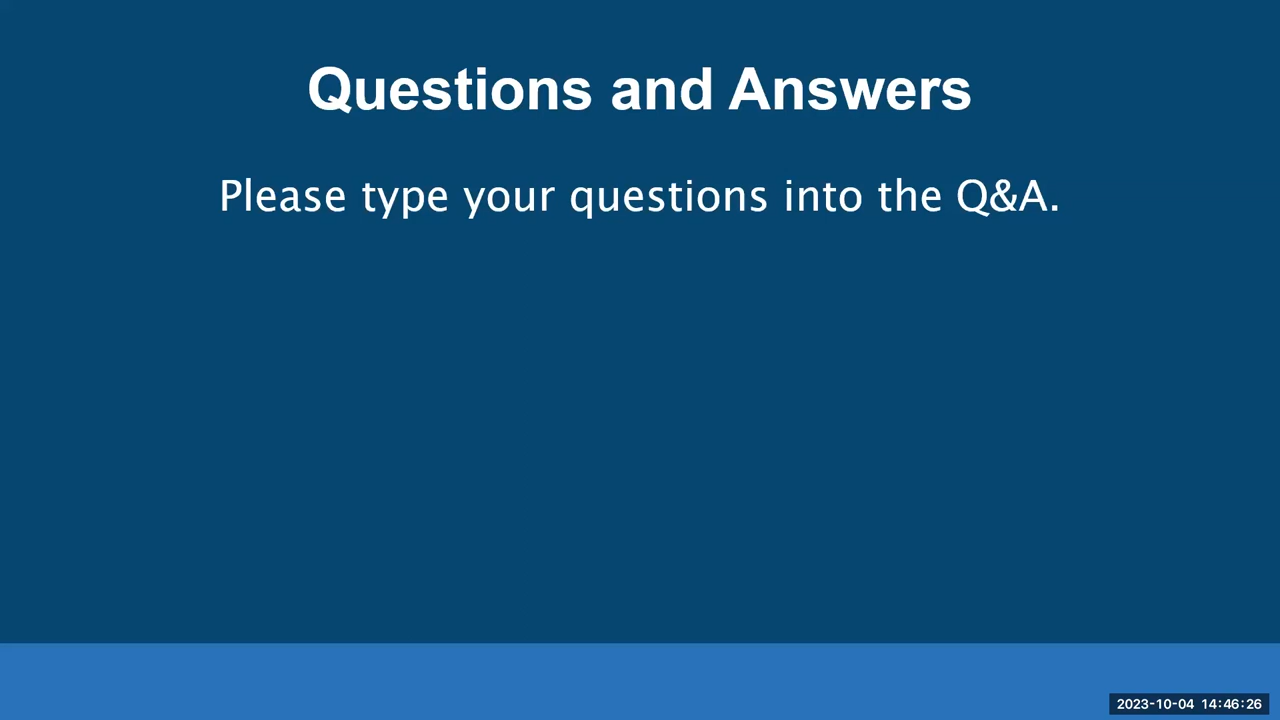 Questions and Answers
Please type your questions into the Q&A.
2023-10-04 14:46:26